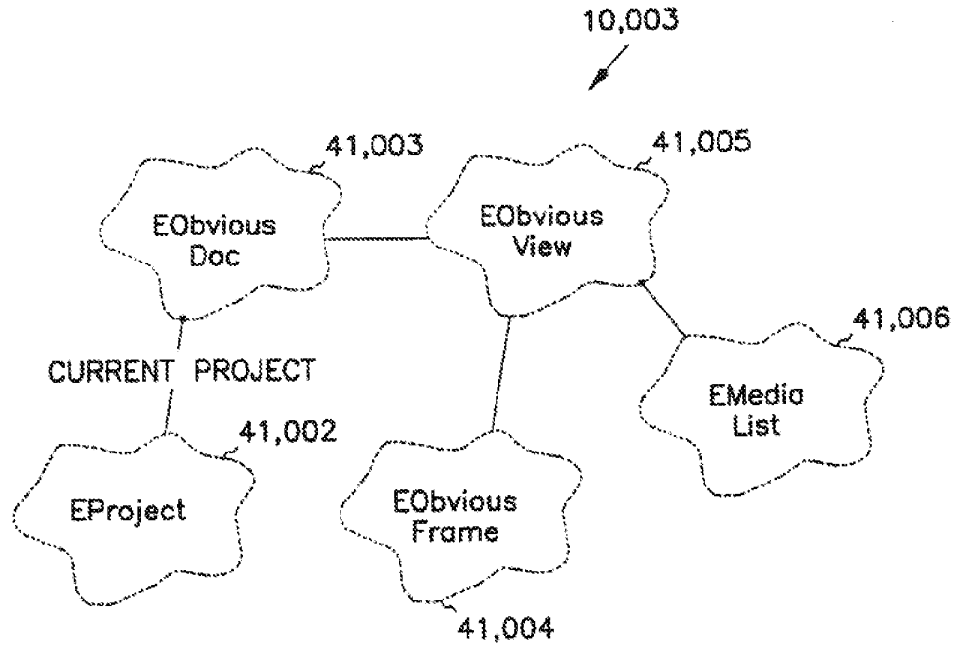 10,003
41,003
41,005
EObvious
Doc
EObvious
View
41,006
CURRENT PROJECT
EMedia
List
41,002
EProject
EObvious
Frame
41,004